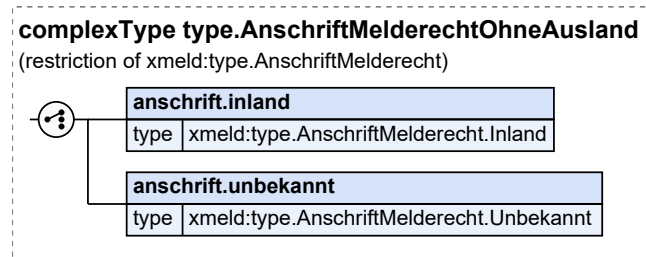 complexType type.AnschriftMelderechtOhneAusland
(restriction of xmeld:type.AnschriftMelderecht)
anschrift.inland
type xmeld:type.AnschriftMelderecht.Inland
anschrift.unbekannt
type xmeld:type.AnschriftMelderecht.Unbekannt